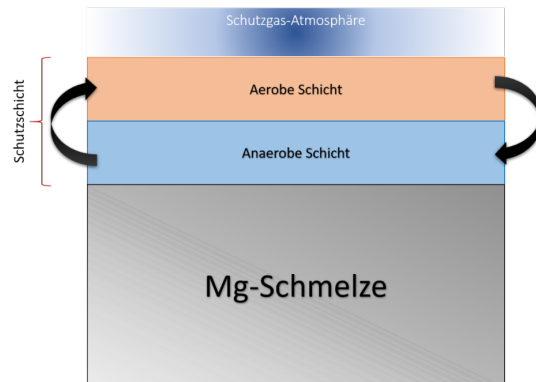 Schutzgas-Atmosphäre
Schutzschicht
Aerobe Schicht
Anaerobe Schicht
Mg-Schmelze